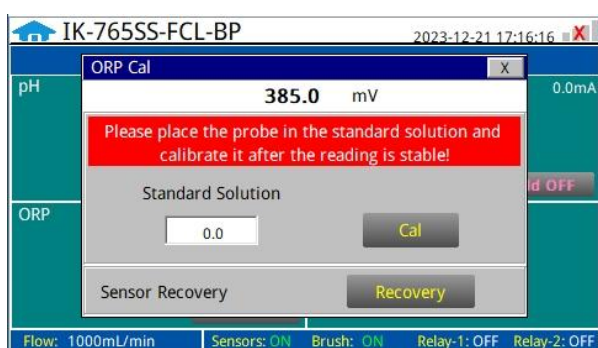 IK-765SS-FCL-BP
2023-12-21 17:16:16
X
ORP Cal
X
pH
385.0 mV
0.0mA
Please place the probe in the standard solution and
calibrate it after the reading is stable!
Standard Solution
OFF
ORP
0.0
Cal
Sensor Recovery
Recovery
Flow: 1000mL/min Sensors: ON Brush: ON Relay-1: OFF Relay-2: OFF